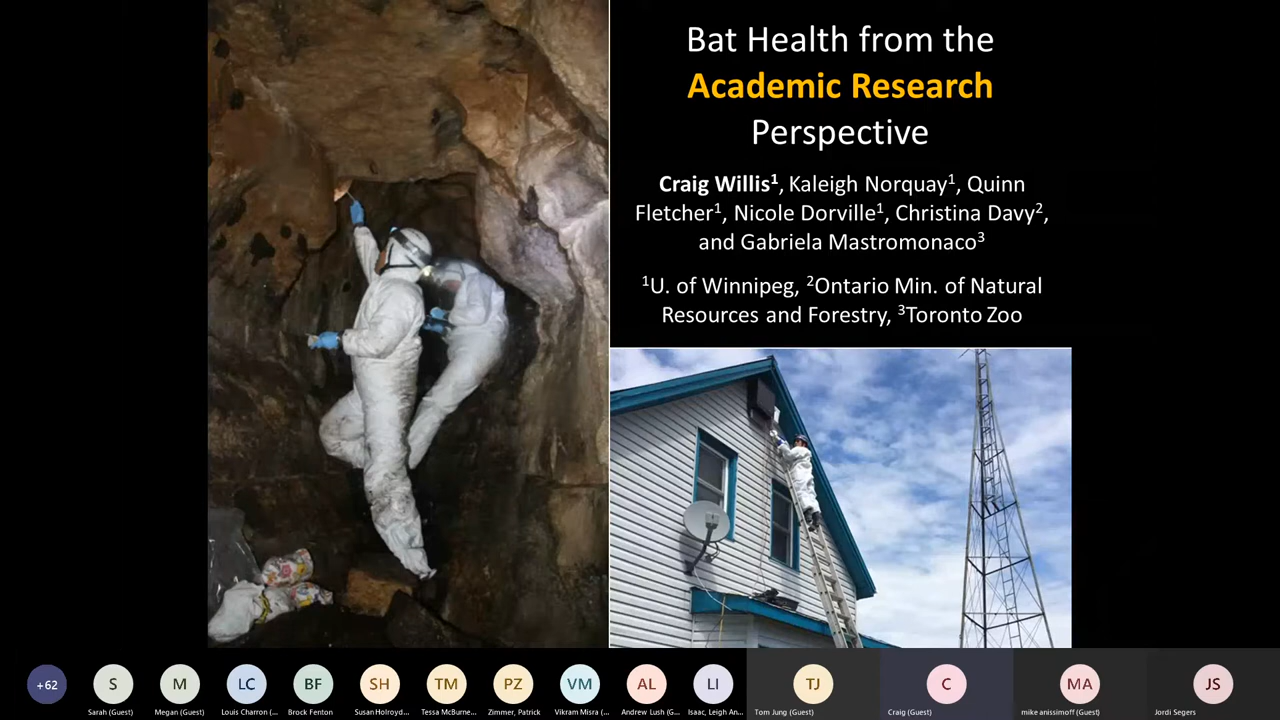 Bat Health from the
Academic Research
Perspective
Craig Willis¹, Kaleigh Norquay¹, Quinn
Fletcher¹, Nicole Dorville¹, Christina Davy²,
and Gabriela Mastromonaco³
¹U. of Winnipeg, ²Ontario Min. of Natural
Resources and Forestry, ³Toronto Zoo
+62 S M LC BF SH TM PZ VM AL LI TJ C MA JS
Sarah (Guest) Megan (Guest) Louis Charron (... Brock Fenton Susan Holroyd... Tessa McBurne... Zimmer, Patrick Vikram Misra (... Andrew Lush (G... Isaac, Leigh An... Tom Jung (Guest) Craig (Guest) mike anissimoff (Guest) Jordi Segers